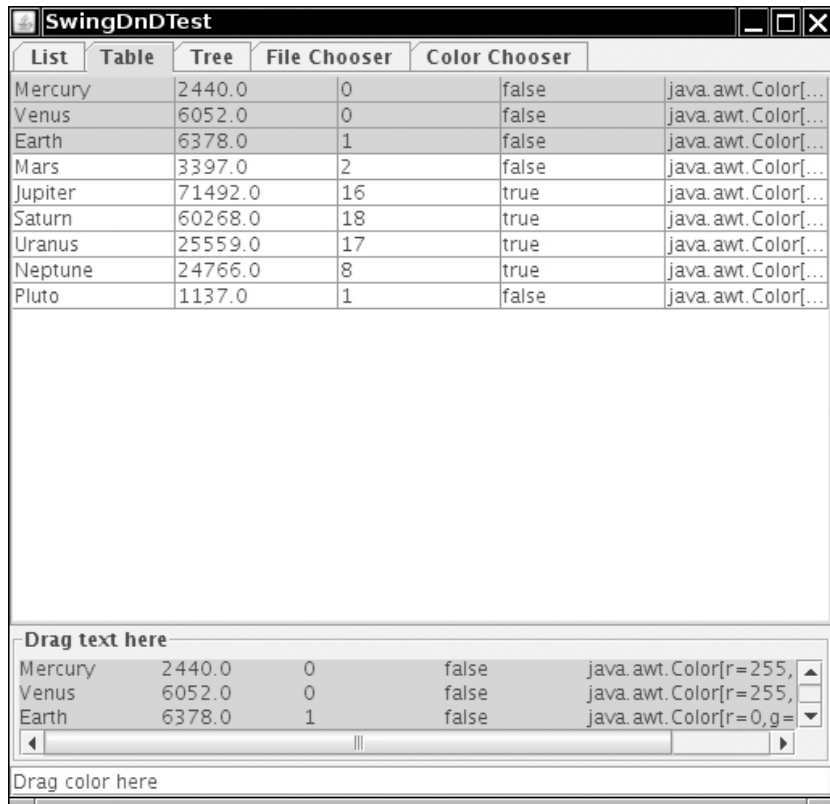 SwingDnDTest
List Table Tree File Chooser Color Chooser
Mercury 2440.0 0 false java.awt.Color[...
Venus 6052.0 0 false java.awt.Color[...
Earth 6378.0 1 false java.awt.Color[...
Mars 3397.0 2 false java.awt.Color[...
Jupiter 71492.0 16 true java.awt.Color[...
Saturn 60268.0 18 true java.awt.Color[...
Uranus 25559.0 17 true java.awt.Color[...
Neptune 24766.0 8 true java.awt.Color[...
Pluto 1137.0 1 false java.awt.Color[...
Drag text here
Mercury 2440.0 0 false java.awt.Color[r=255,
Venus 6052.0 0 false java.awt.Color[r=255,
Earth 6378.0 1 false java.awt.Color[r=0,g=
Drag color here